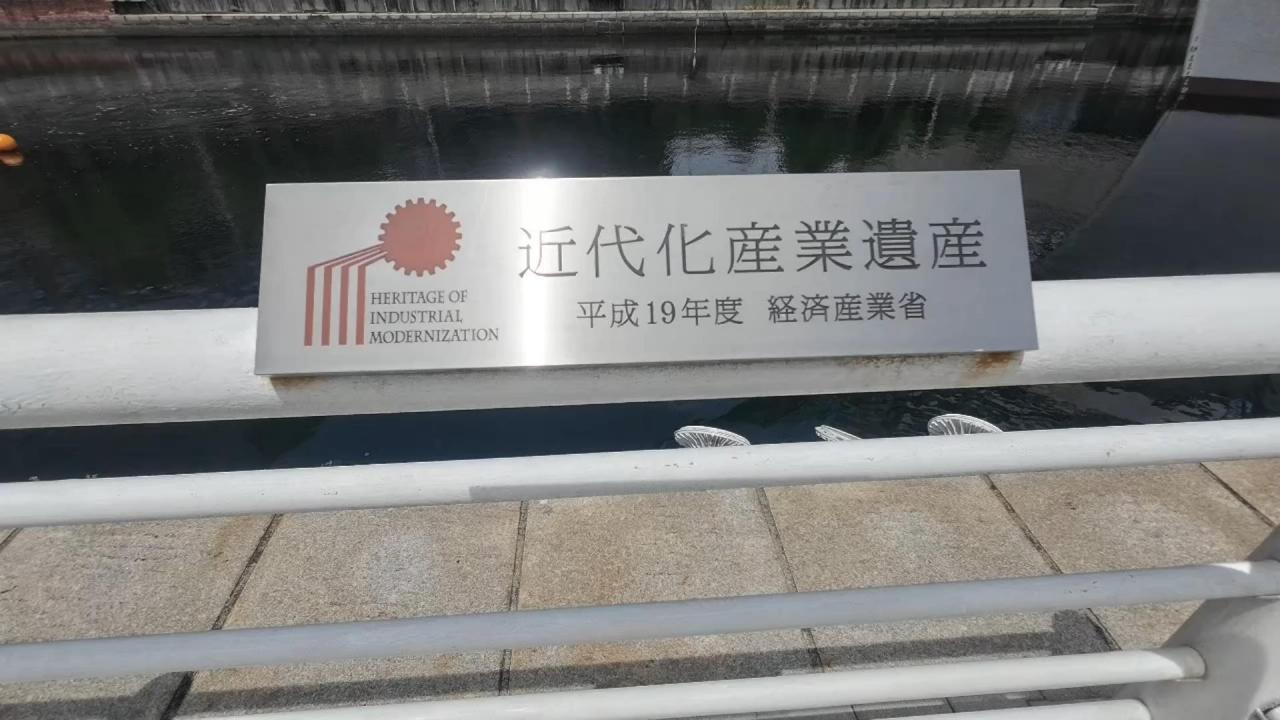 HERITAGE OF
INDUSTRIAL
MODERNIZATION
近代化産業遺産
平成19年度 経済産業省